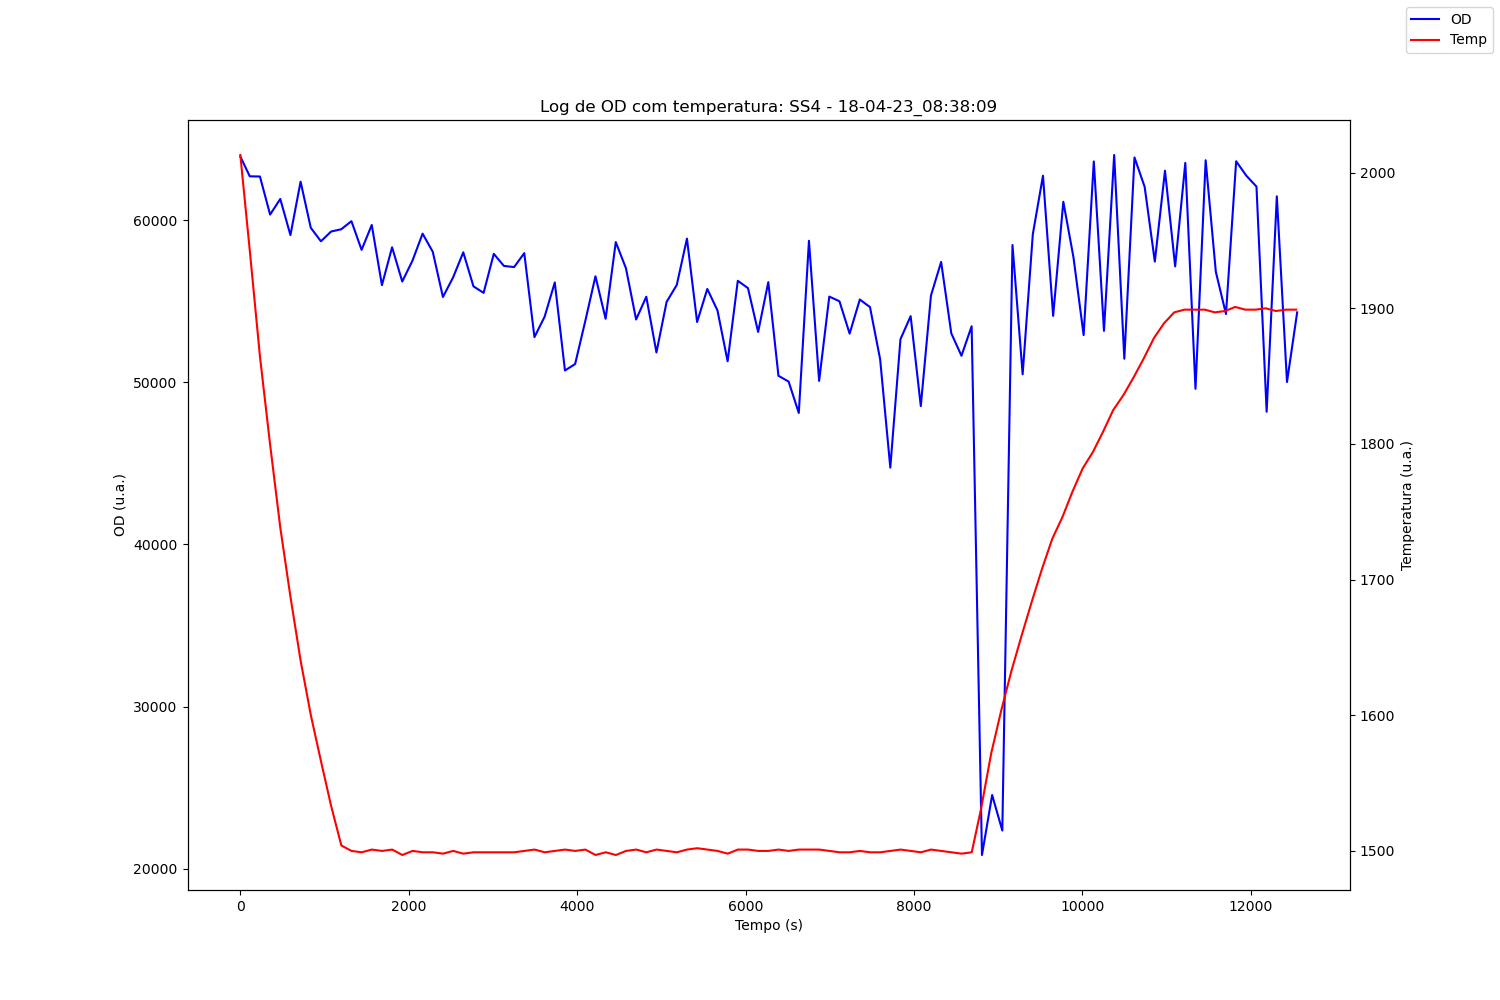 OD
Temp
Log de OD com temperatura: SS4 - 18-04-23_08:38:09
60000
50000
40000
30000
20000
OD (u.a.)
2000
1900
1800
1700
1600
1500
Temperatura (u.a.)
0 2000 4000 6000 8000 10000 12000
Tempo (s)